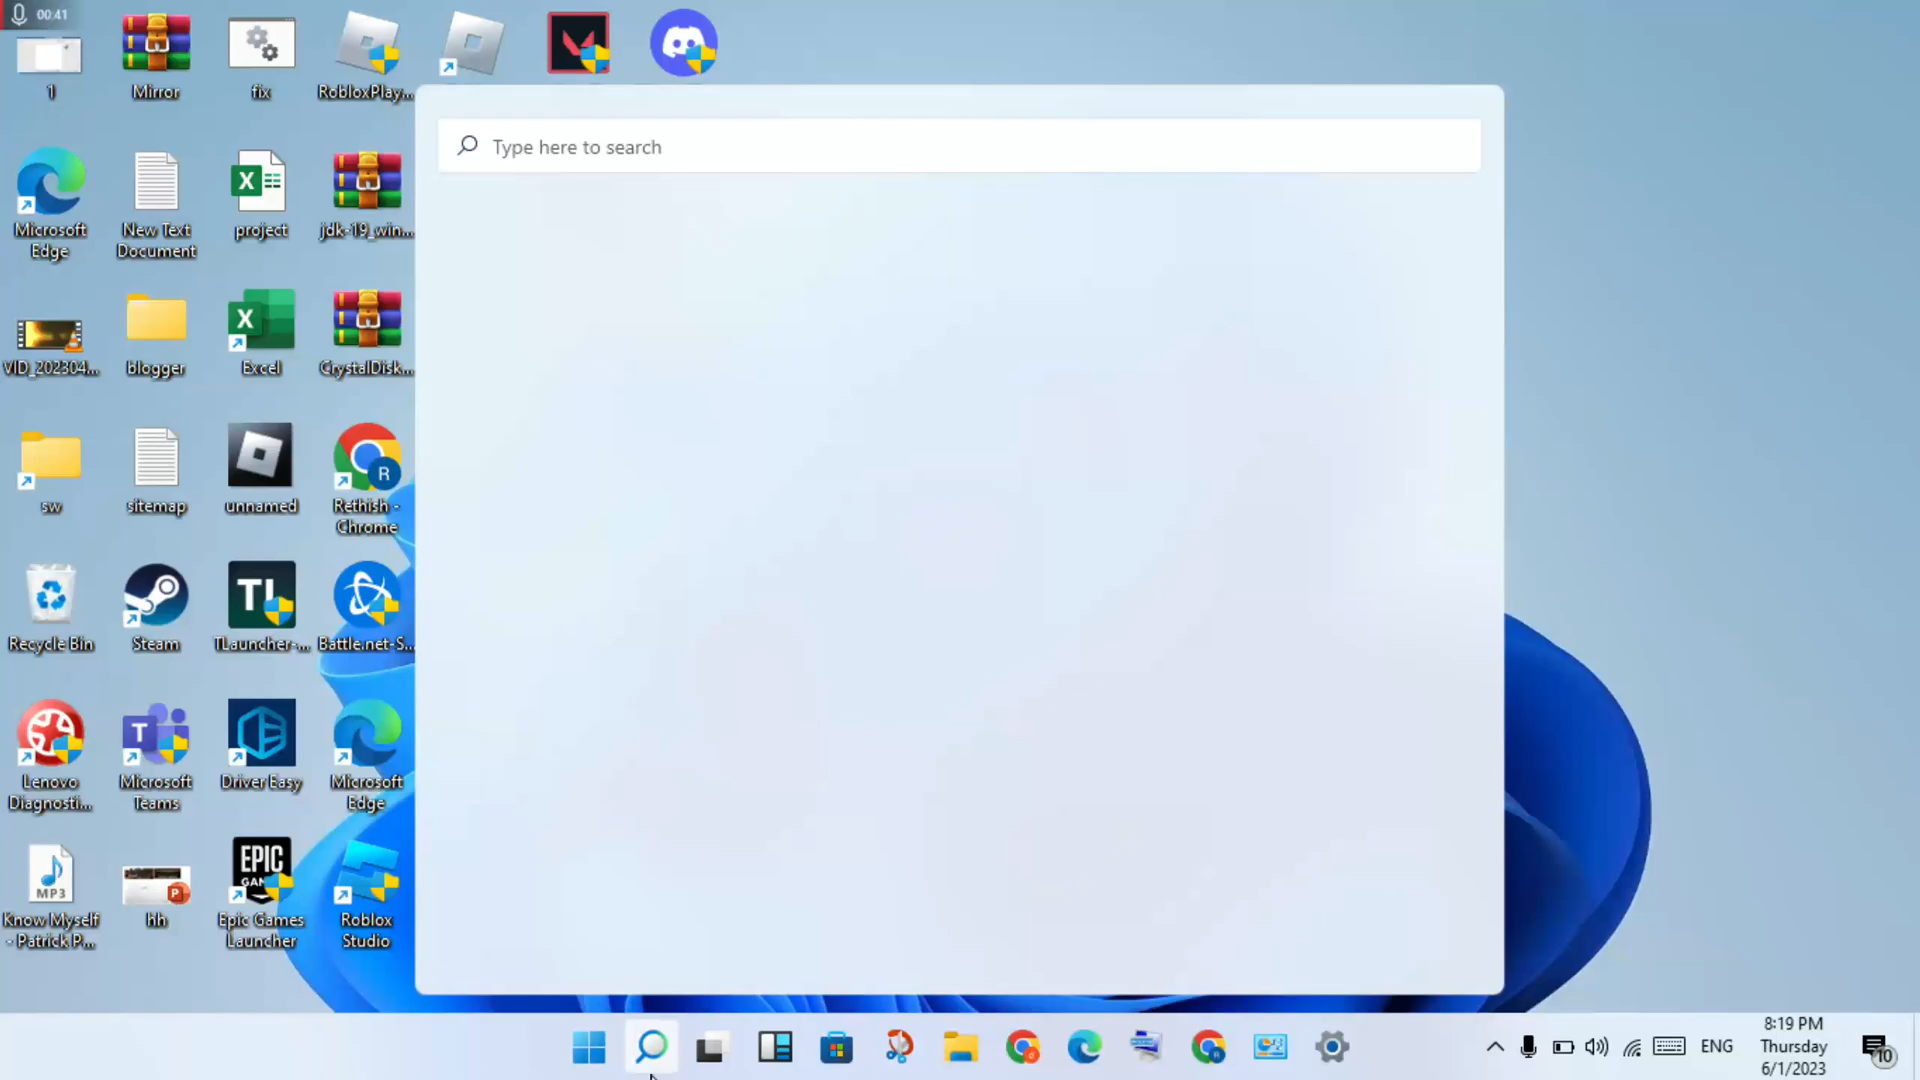 00:41
1
Mirror
fix
RobloxPlay...
Type here to search
Microsoft
Edge
New Text
Document
project
jdk-19_win...
VID_202304...
blogger
Excel
CrystalDisk...
sw
sitemap
unnamed
Rethish -
Chrome
Recycle Bin
Steam
TLauncher-...
Battle.net-S...
Lenovo
Diagnosti...
Microsoft
Teams
Driver Easy
Microsoft
Edge
Know Myself
- Patrick P...
hh
Epic Games
Launcher
Roblox
Studio
ENG
8:19 PM
Thursday
6/1/2023
10